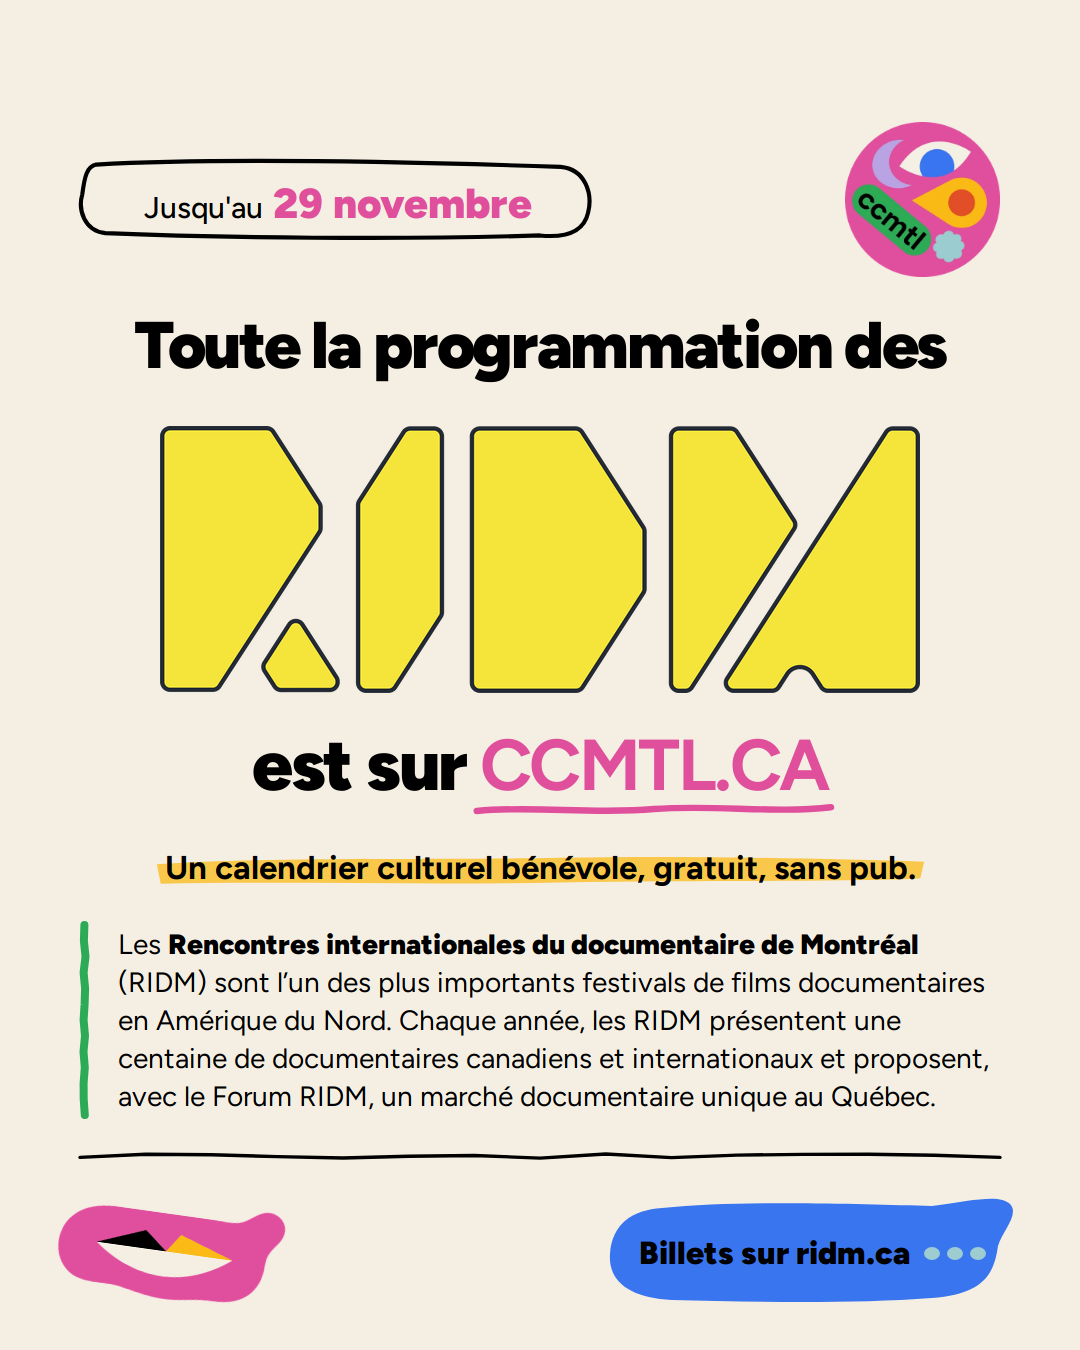 Jusqu'au 29 novembre
ccmtl
Toute la programmation des
RIDM
est sur CCMTL.CA
Un calendrier culturel bénévole, gratuit, sans pub.
Les Rencontres internationales du documentaire de Montréal
(RIDM) sont l’un des plus importants festivals de films documentaires
en Amérique du Nord. Chaque année, les RIDM présentent une
centaine de documentaires canadiens et internationaux et proposent,
avec le Forum RIDM, un marché documentaire unique au Québec.
Billets sur ridm.ca